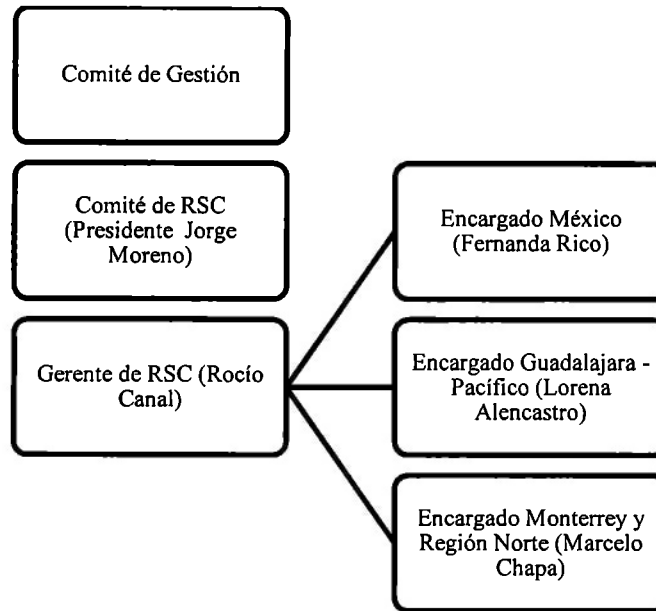 Comité de Gestión
Comité de RSC
(Presidente Jorge
Moreno)
Gerente de RSC (Rocío
Canal)
Encargado México
(Fernanda Rico)
Encargado Guadalajara -
Pacífico (Lorena
Alencastro)
Encargado Monterrey y
Región Norte (Marcelo
Chapa)